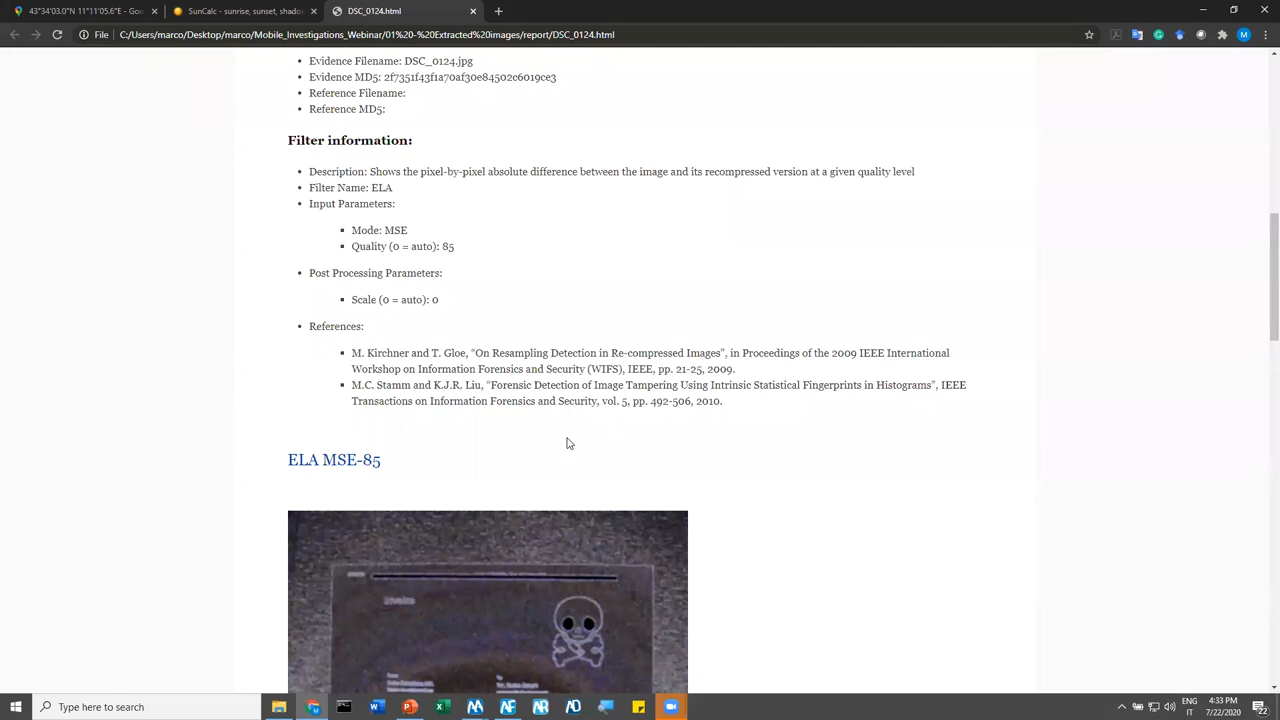 43°34'03.0"N 11°11'05.6"E - Goo
SunCalc - sunrise, sunset, shado
DSC_0124.html
File
C:/Users/marco/Desktop/marco/Mobile_Investigations_Webinar/01%20-%20Extracted%20images/report/DSC_0124.html
M
Evidence Filename: DSC_0124.jpg
Evidence MD5: 2f7351f43f1a70af30e84502c6019ce3
Reference Filename:
Reference MD5:
Filter information:
Description: Shows the pixel-by-pixel absolute difference between the image and its recompressed version at a given quality level
Filter Name: ELA
Input Parameters:
Mode: MSE
Quality (0 = auto): 85
Post Processing Parameters:
Scale (0 = auto): 0
References:
M. Kirchner and T. Gloe, “On Resampling Detection in Re-compressed Images”, in Proceedings of the 2009 IEEE International
Workshop on Information Forensics and Security (WIFS), IEEE, pp. 21-25, 2009.
M.C. Stamm and K.J.R. Liu, “Forensic Detection of Image Tampering Using Intrinsic Statistical Fingerprints in Histograms”, IEEE
Transactions on Information Forensics and Security, vol. 5, pp. 492-506, 2010.
ELA MSE-85
Type here to search
ENG
IT
4:33 PM
7/22/2020